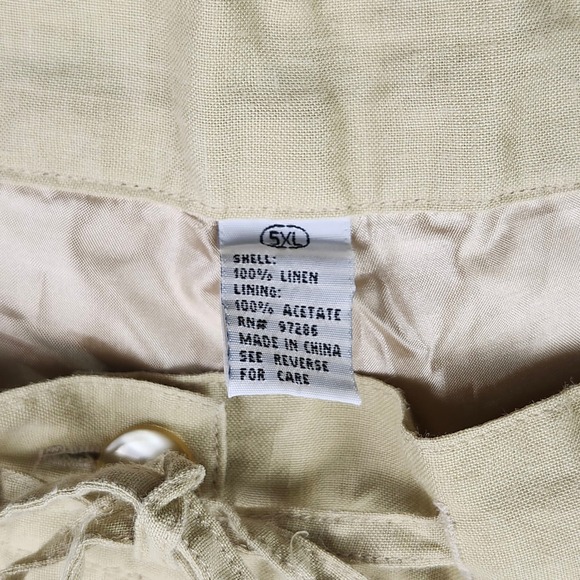 5XL
SHELL:
100% LINEN
LINING:
100% ACETATE
RN# 97286
MADE IN CHINA
SEE REVERSE
FOR CARE